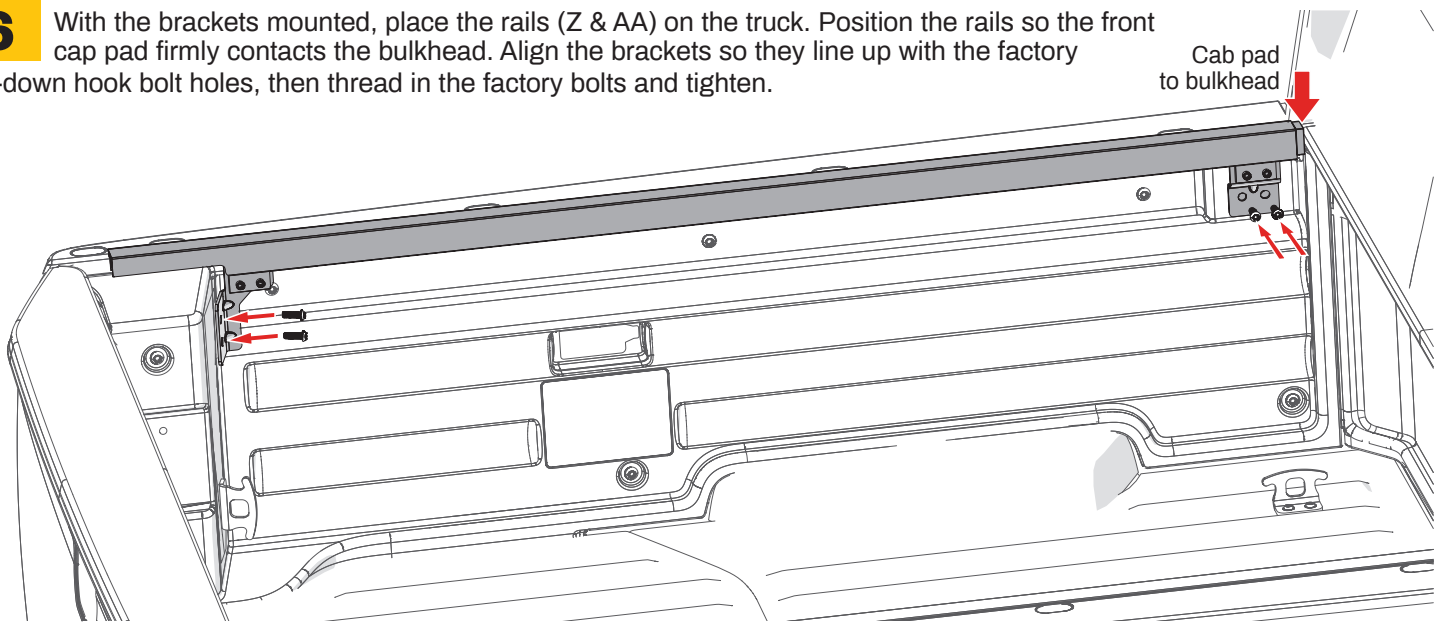 6
With the brackets mounted, place the rails (Z & AA) on the truck. Position the rails so the front
cap pad firmly contacts the bulkhead. Align the brackets so they line up with the factory
-down hook bolt holes, then thread in the factory bolts and tighten.
Cab pad
to bulkhead